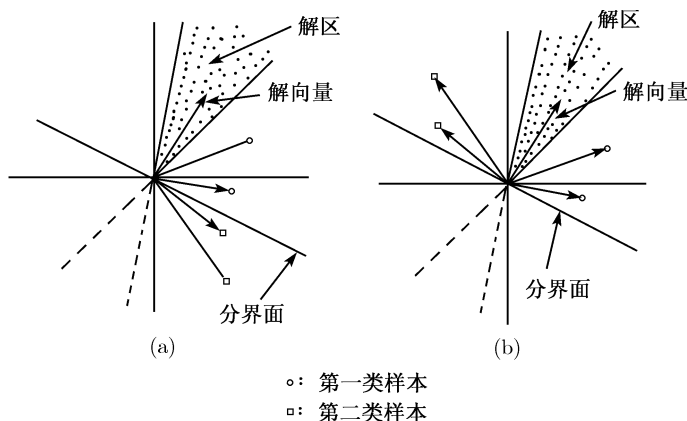 解区
解向量
分界面
(a)
解区
解向量
分界面
(b)
○： 第一类样本
□： 第二类样本